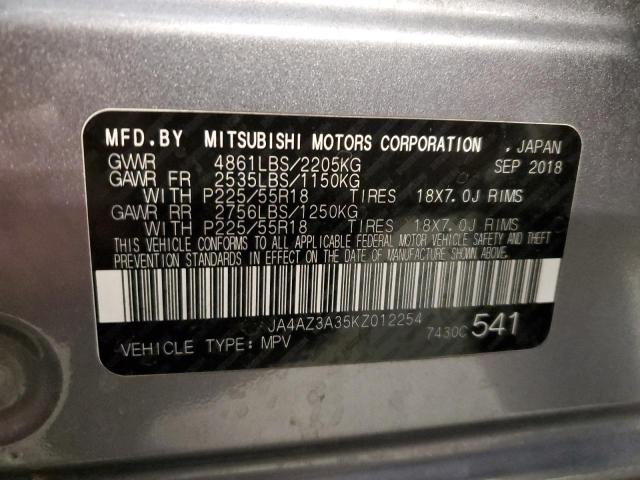 MFD.BY MITSUBISHI MOTORS CORPORATION . JAPAN
GWWR 4861LBS/2205KG SEP 2018
GAWR FR 2535LBS/1150KG
WITH P225/55R18 TIRES 18X7.0J RIMS
GAWR RR 2756LBS/1250KG
WITH P225/55R18 TIRES 18X7.0J RIMS
THIS VEHICLE CONFORMS TO ALL APPLICABLE FEDERAL MOTOR VEHICLE SAFETY AND THEFT
PREVENTION STANDARDS IN EFFECT ON THE DATE OF MANUFACTURE SHOWN ABOVE.
JA4AZ3A35KZ012254
7430C 541
VEHICLE TYPE: MPV